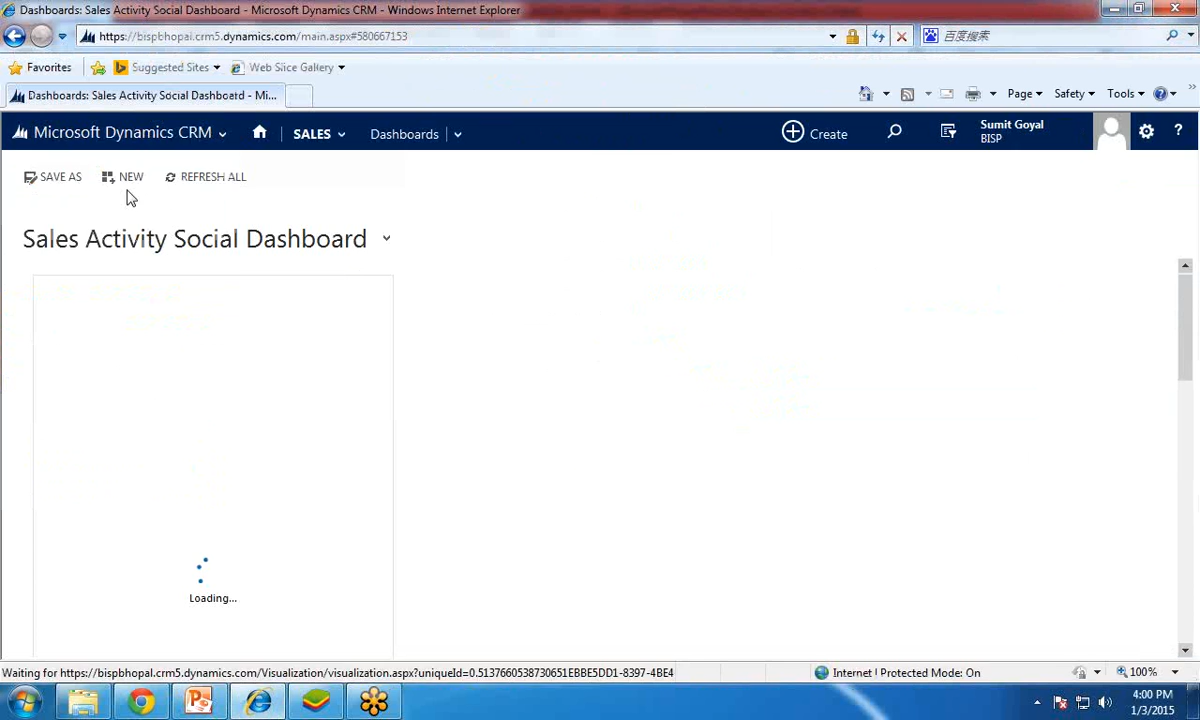 Dashboards: Sales Activity Social Dashboard - Microsoft Dynamics CRM - Windows Internet Explorer
https://bispbhopal.crm5.dynamics.com/main.aspx#580667153
百度搜索
Favorites Suggested Sites Web Slice Gallery
Dashboards: Sales Activity Social Dashboard - Mi... Page Safety Tools
Microsoft Dynamics CRM SALES Dashboards Create Sumit Goyal ?
BISP
SAVE AS NEW REFRESH ALL
Sales Activity Social Dashboard
Loading...
Waiting for https://bispbhopal.crm5.dynamics.com/Visualization/visualization.aspx?uniqueId=0.5137660538730651EBBE5DD1-8397-4BE4 Internet | Protected Mode: On 100%
4:00 PM
1/3/2015